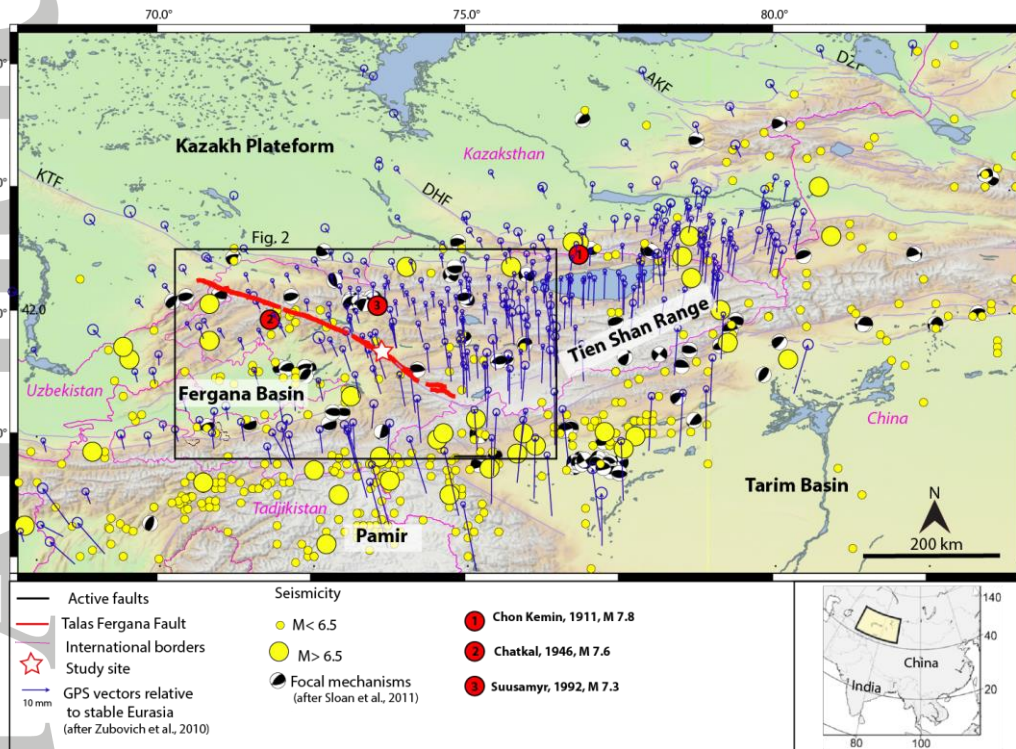 70.0°
75.0°
80.0°
Dzf
AKF
Kazakh Plateform
Kazaksthan
KTF
DHF
Fig. 2
1
42.0
3
2
Tien Shan Range
Uzbekistan
Fergana Basin
China
Tarim Basin
N
Tadjikistan
Pamir
200 km
Active faults
Talas Fergana Fault
International borders
Study site
10 mm
GPS vectors relative
to stable Eurasia
(after Zubovich et al., 2010)
Seismicity
M< 6.5
M> 6.5
Focal mechanisms
(after Sloan et al., 2011)
1 Chon Kemin, 1911, M 7.8
2 Chatkal, 1946, M 7.6
3 Suusamyr, 1992, M 7.3
140
40
China
India
20
80
100